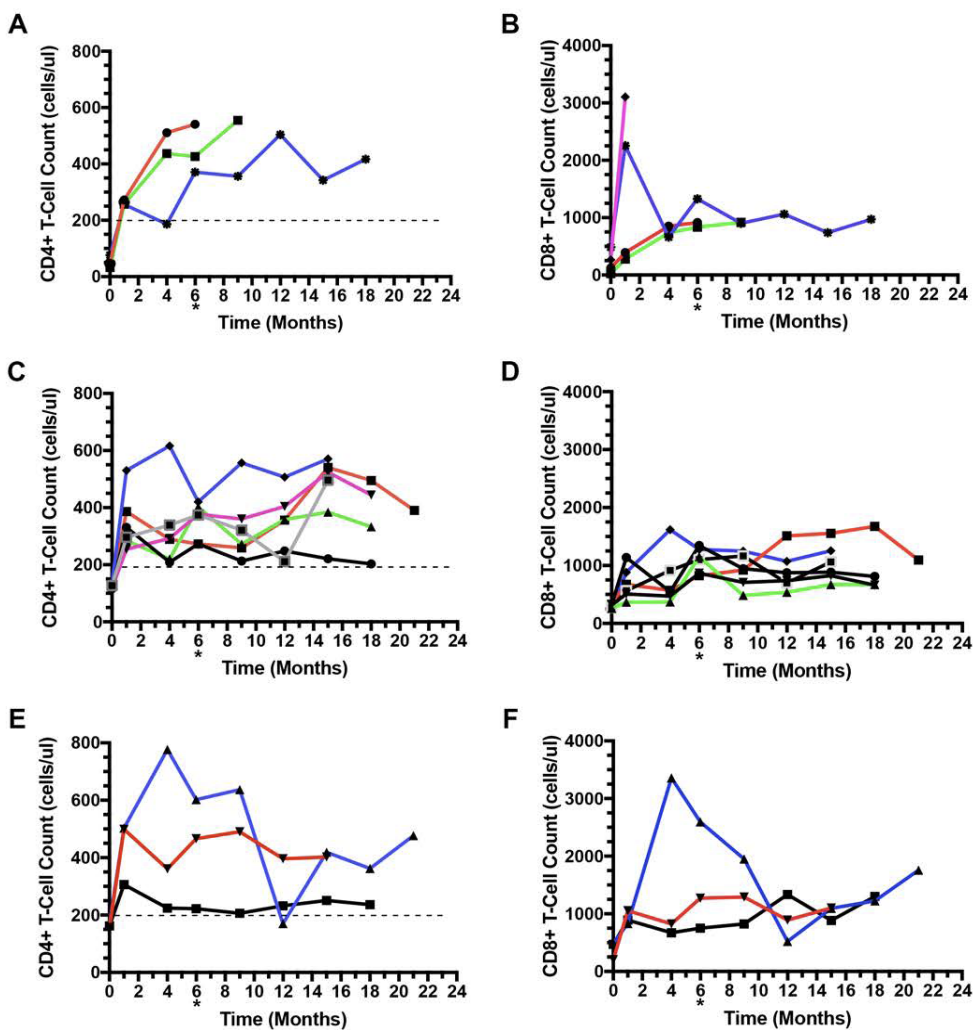 A
CD4+ T-Cell Count (cells/ul)
800
600
400
200
0
0 2 4 6 8 10 12 14 16 18 20 22 24
*
Time (Months)
B
CD8+ T-Cell Count (cells/ul)
4000
3000
2000
1000
0
0 2 4 6 8 10 12 14 16 18 20 22 24
*
Time (Months)
C
CD4+ T-Cell Count (cells/ul)
800
600
400
200
0
0 2 4 6 8 10 12 14 16 18 20 22 24
*
Time (Months)
D
CD8+ T-Cell Count (cells/ul)
4000
3000
2000
1000
0
0 2 4 6 8 10 12 14 16 18 20 22 24
*
Time (Months)
E
CD4+ T-Cell Count (cells/ul)
800
600
400
200
0
0 2 4 6 8 10 12 14 16 18 20 22 24
*
Time (Months)
F
CD8+ T-Cell Count (cells/ul)
4000
3000
2000
1000
0
0 2 4 6 8 10 12 14 16 18 20 22 24
*
Time (Months)